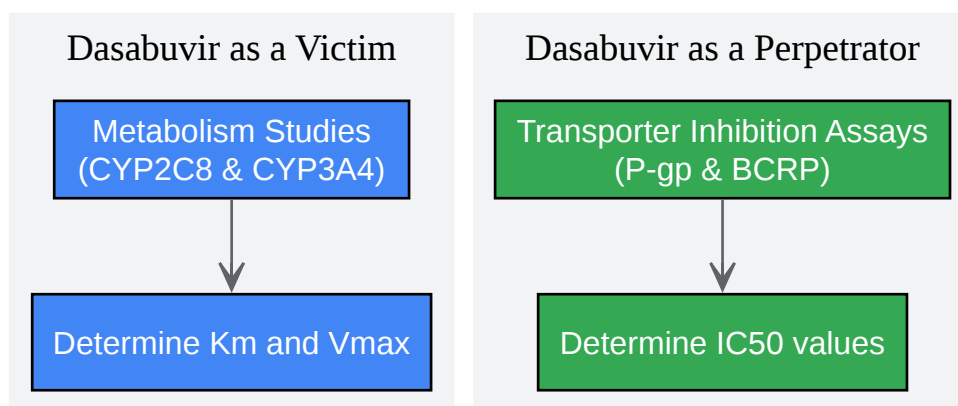 Dasabuvir as a Victim
Metabolism Studies
(CYP2C8 & CYP3A4)
Determine Km and Vmax
Dasabuvir as a Perpetrator
Transporter Inhibition Assays
(P-gp & BCRP)
Determine IC50 values